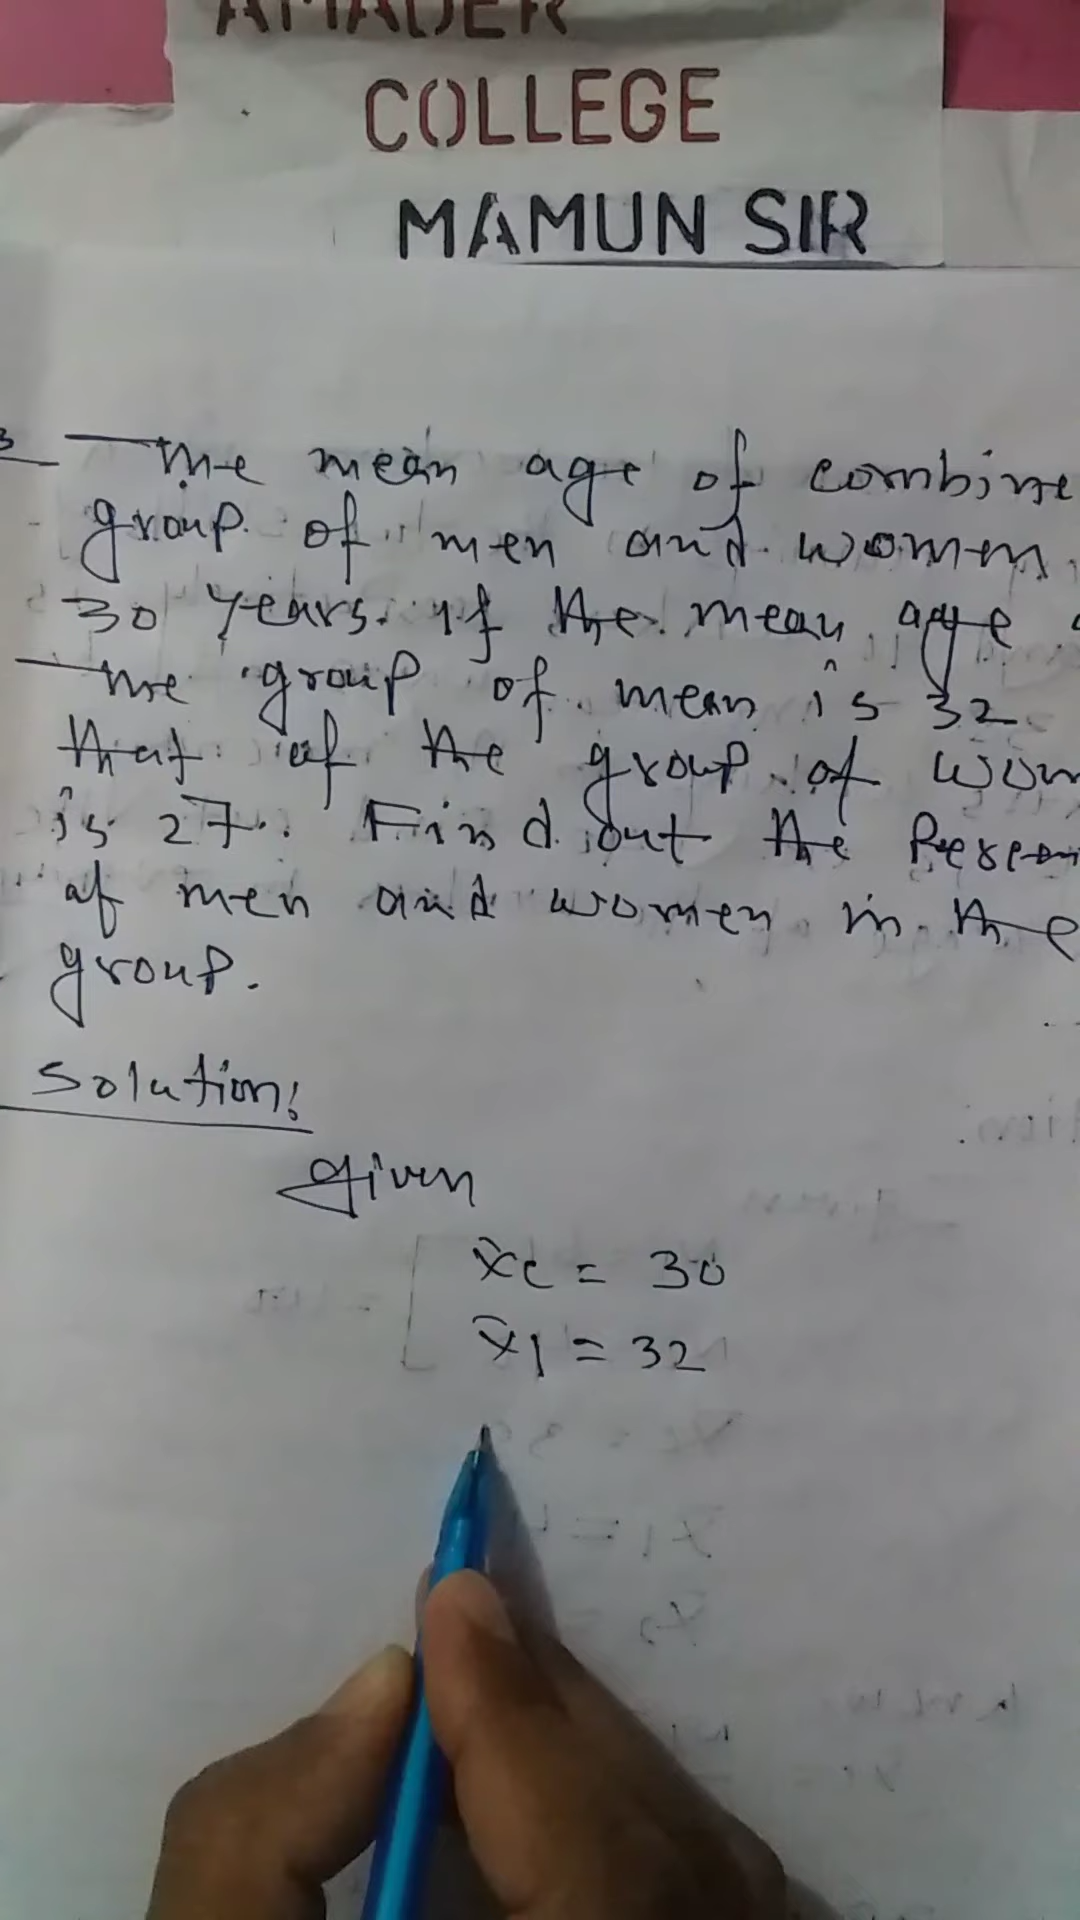 AMADER
COLLEGE
MAMUN SIR
3 The mean age of combine
group of men and women
30 years. If the mean age
The group of mean is 32
that of the group of wom
is 27. Find out the
of men and women in the
group.
Solution:
given
x̄c = 30
x̄1 = 32